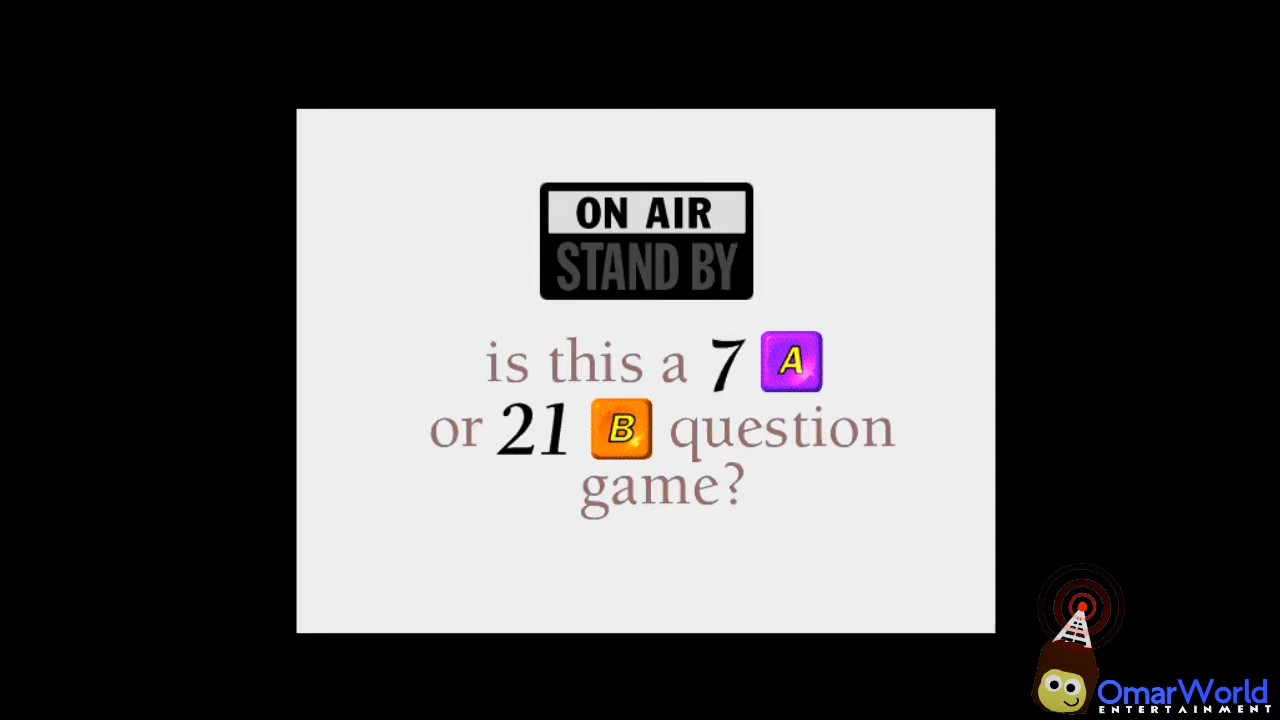 ON AIR
STAND BY
is this a 7 A
or 21 B question
game?
OmarWorld
ENTERTAINMENT